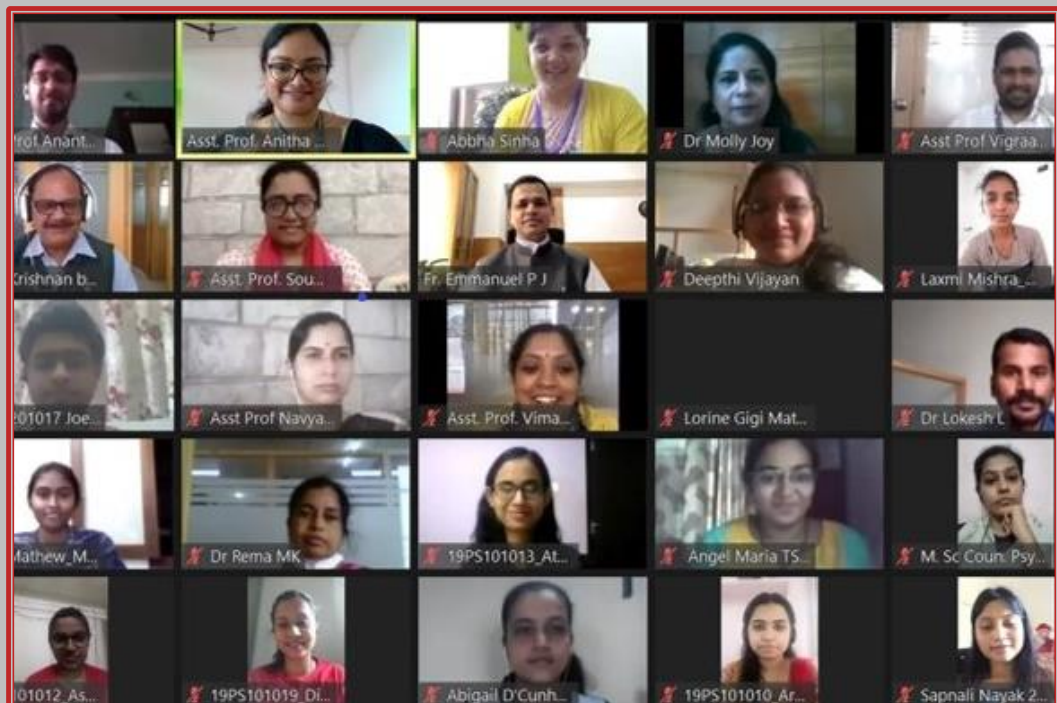 Prof Anant...
Asst. Prof. Anitha ...
Abbha Sinha
Dr Molly Joy
Asst Prof Vigraa...
Krishnan b...
Asst. Prof. Sou...
Fr. Emmanuel P J
Deepthi Vijayan
Laxmi Mishra_...
201017 Joe...
Asst Prof Navya...
Asst. Prof. Vima...
Lorine Gigi Mat...
Dr Lokesh L
Mathew_M...
Dr Rema MK
19PS101013_At...
Angel Maria TS...
M. Sc Coun. Psy...
101012_As...
19PS101019_Di...
Abigail D'Cunh...
19PS101010_Ar...
Sapnali Nayak 2...